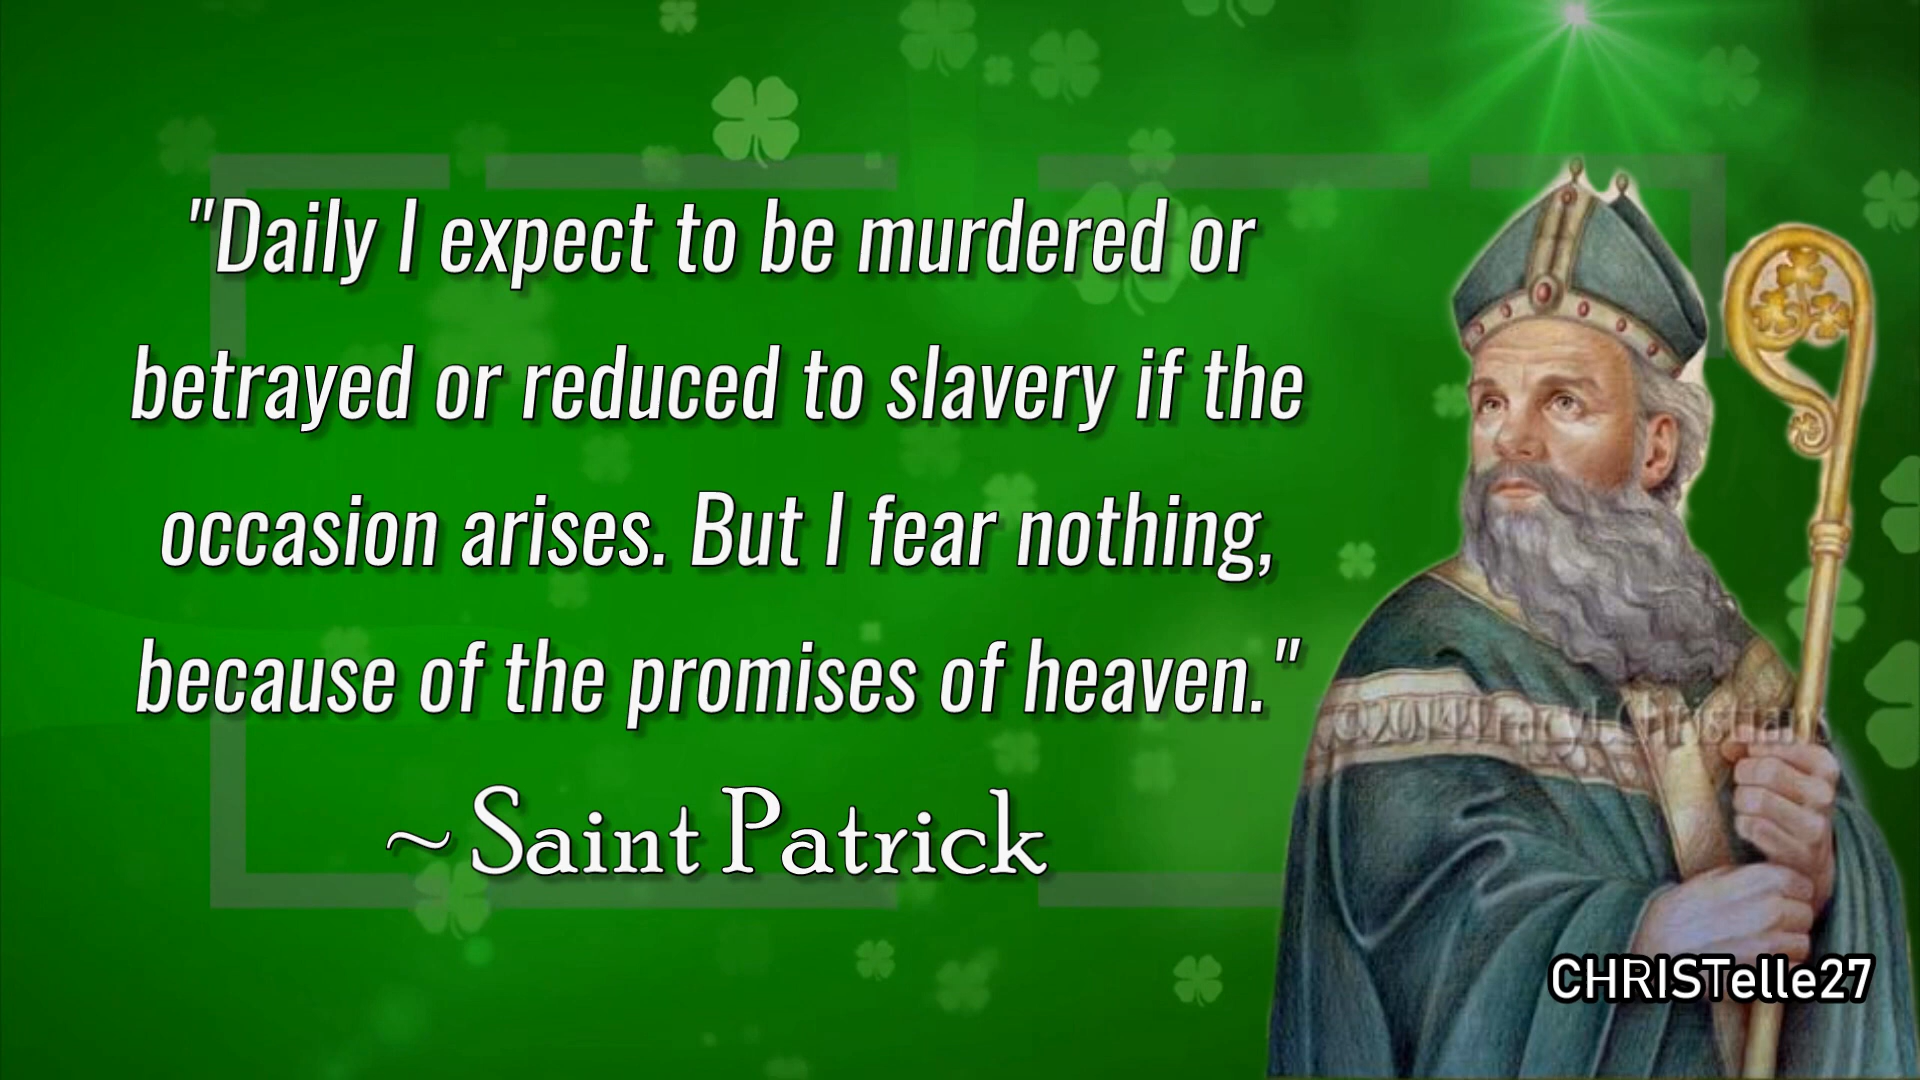 "Daily I expect to be murdered or
betrayed or reduced to slavery if the
occasion arises. But I fear nothing,
because of the promises of heaven."
~ Saint Patrick
©2014TracyLChristian
CHRISTelle27